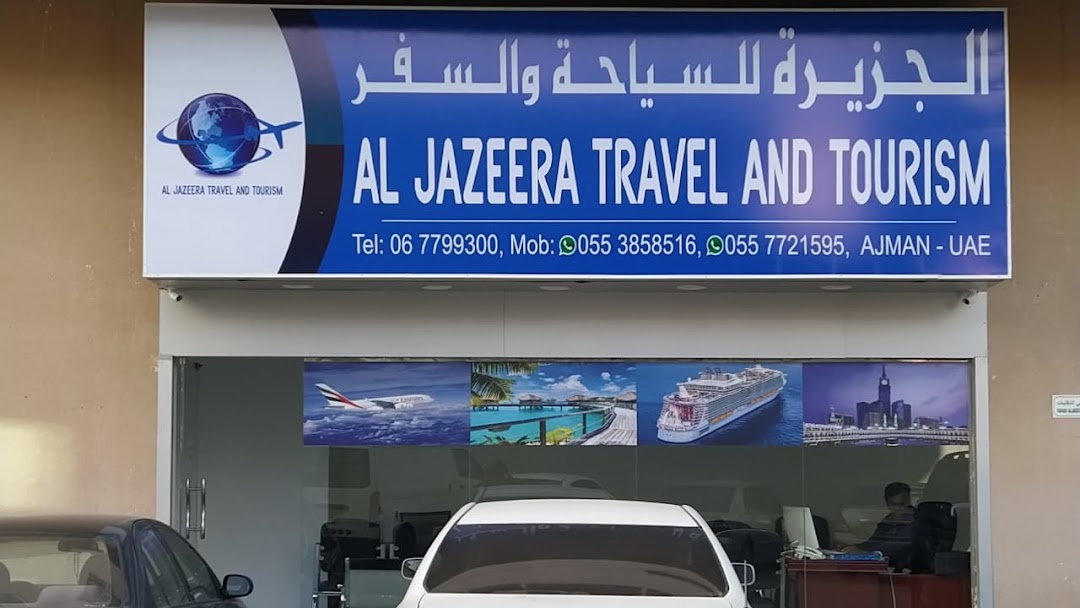 الجزيرة للسياحة والسفر
AL JAZEERA TRAVEL AND TOURISM
AL JAZEERA TRAVEL AND TOURISM
Tel: 06 7799300, Mob: 055 3858516, 055 7721595, AJMAN - UAE
Emirates